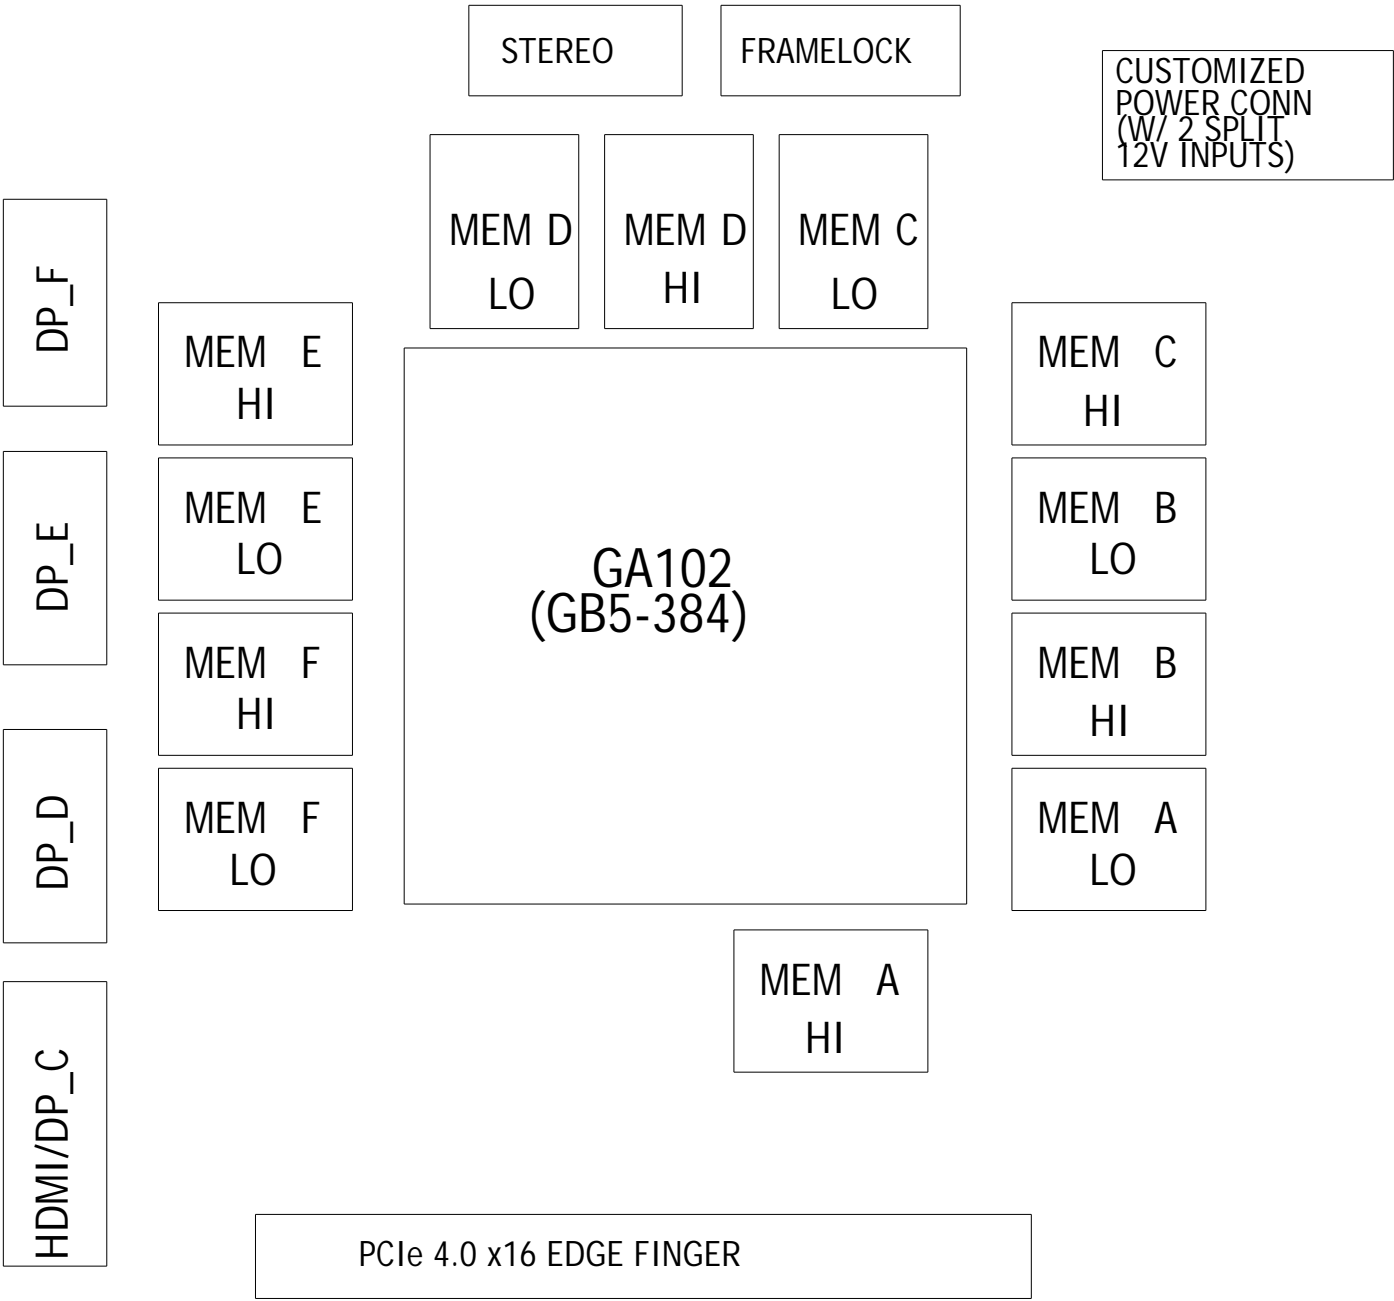 STEREO
FRAMELOCK
CUSTOMIZED
POWER CONN
(W/ 2 SPLIT
12V INPUTS)
MEM D
LO
MEM D
HI
MEM C
LO
DP_F
DP_E
DP_D
HDMI/DP_C
MEM E
HI
MEM E
LO
MEM F
HI
MEM F
LO
GA102
(GB5-384)
MEM C
HI
MEM B
LO
MEM B
HI
MEM A
LO
MEM A
HI
PCIe 4.0 x16 EDGE FINGER